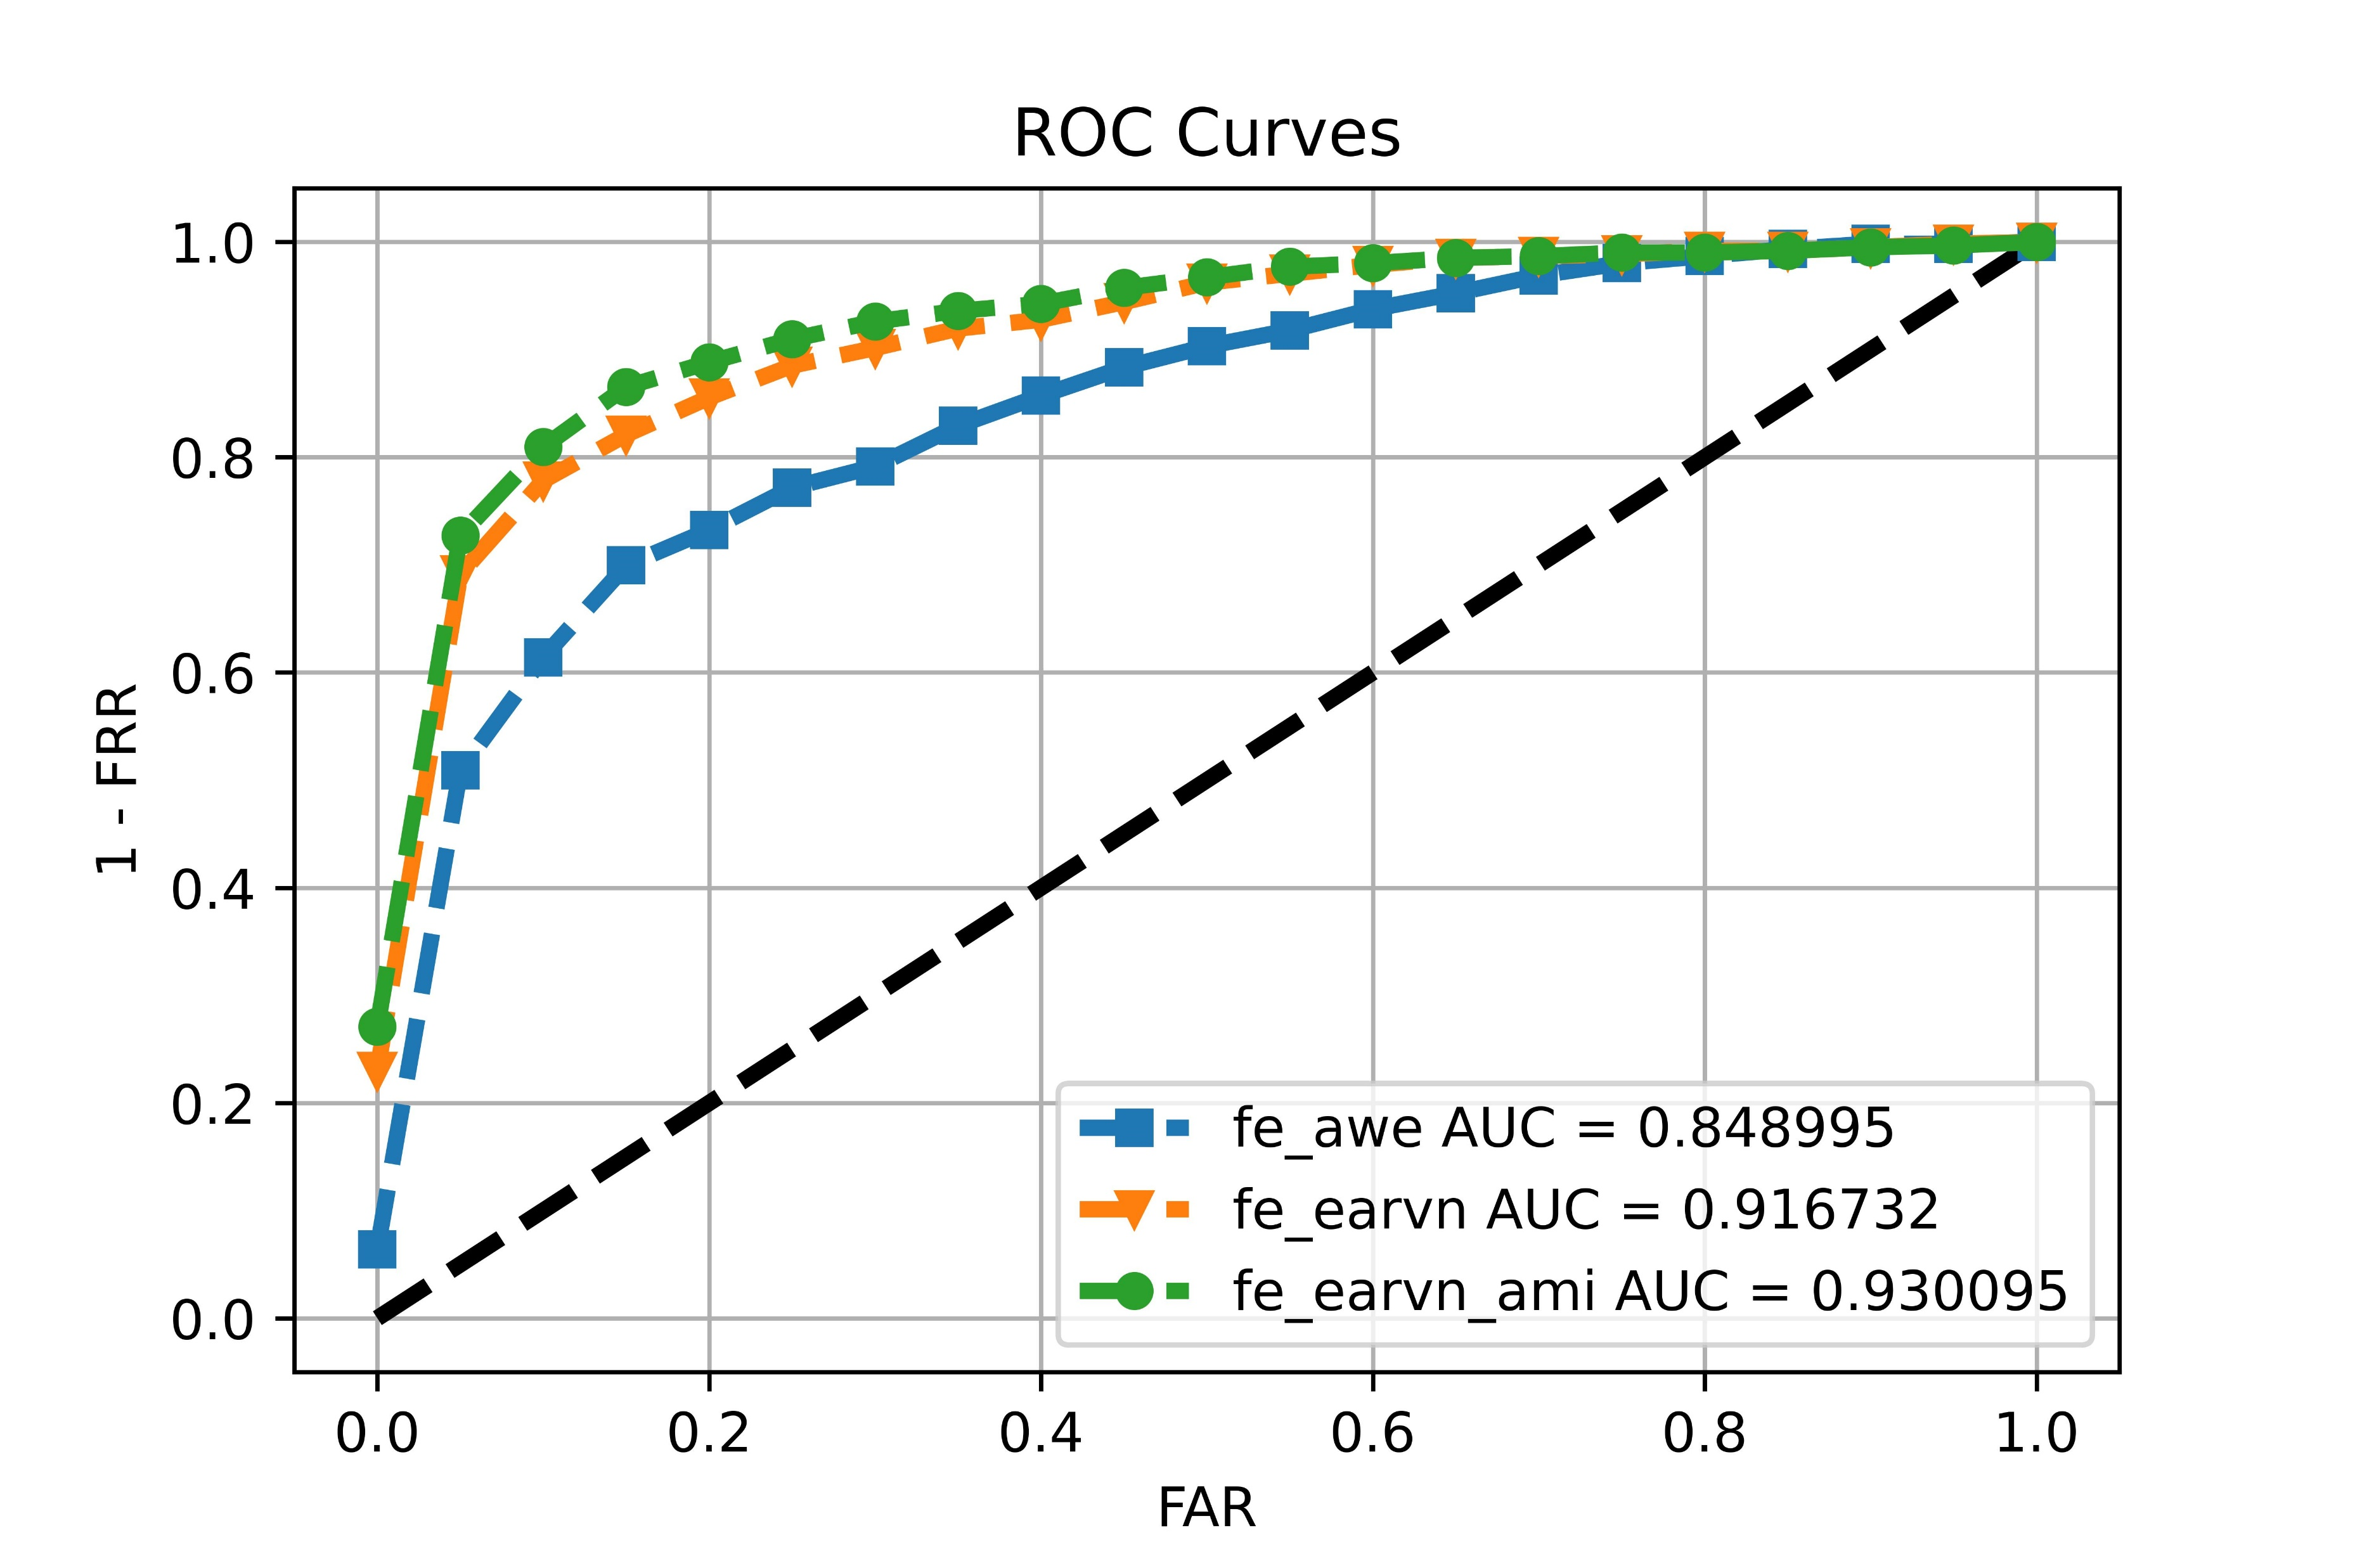 ROC Curves
1.0
0.8
0.6
0.4
0.2
0.0
1 - FRR
0.0 0.2 0.4 0.6 0.8 1.0
FAR
fe_awe AUC = 0.848995
fe_earvn AUC = 0.916732
fe_earvn_ami AUC = 0.930095